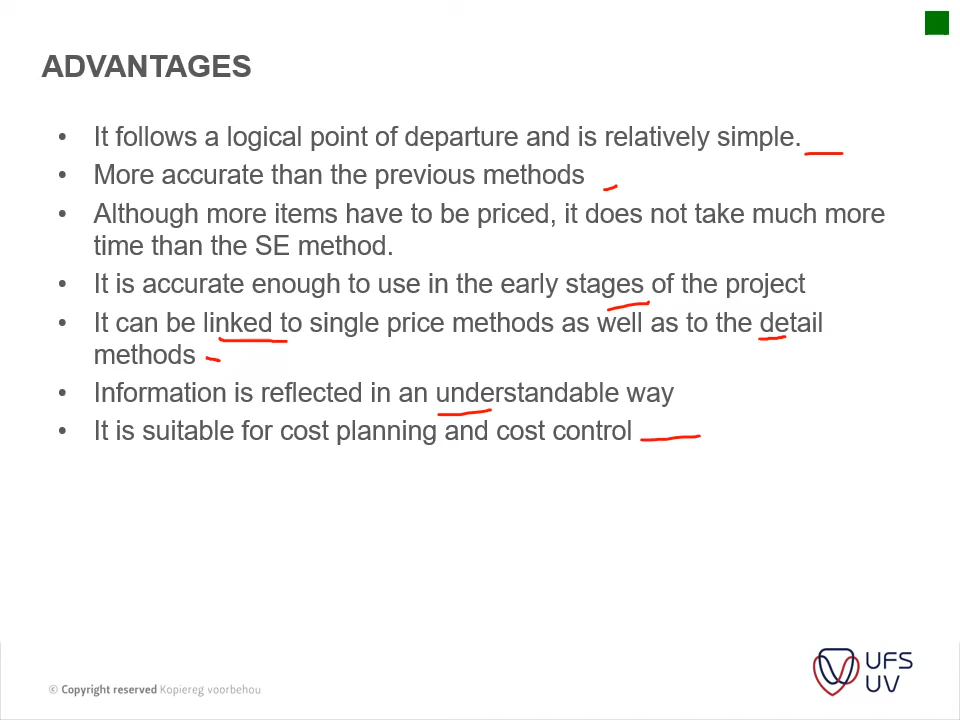 ADVANTAGES
• It follows a logical point of departure and is relatively simple.
• More accurate than the previous methods
• Although more items have to be priced, it does not take much more
time than the SE method.
• It is accurate enough to use in the early stages of the project
• It can be linked to single price methods as well as to the detail
methods
• Information is reflected in an understandable way
• It is suitable for cost planning and cost control
© Copyright reserved Kopiereg voorbehou
UFS
UV